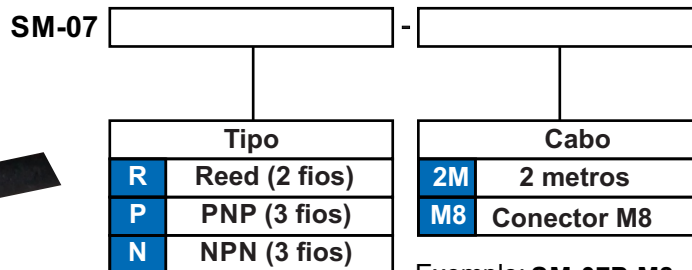 SM-07 -
Tipo
R Reed (2 fios)
P PNP (3 fios)
N NPN (3 fios)
Cabo
2M 2 metros
M8 Conector M8